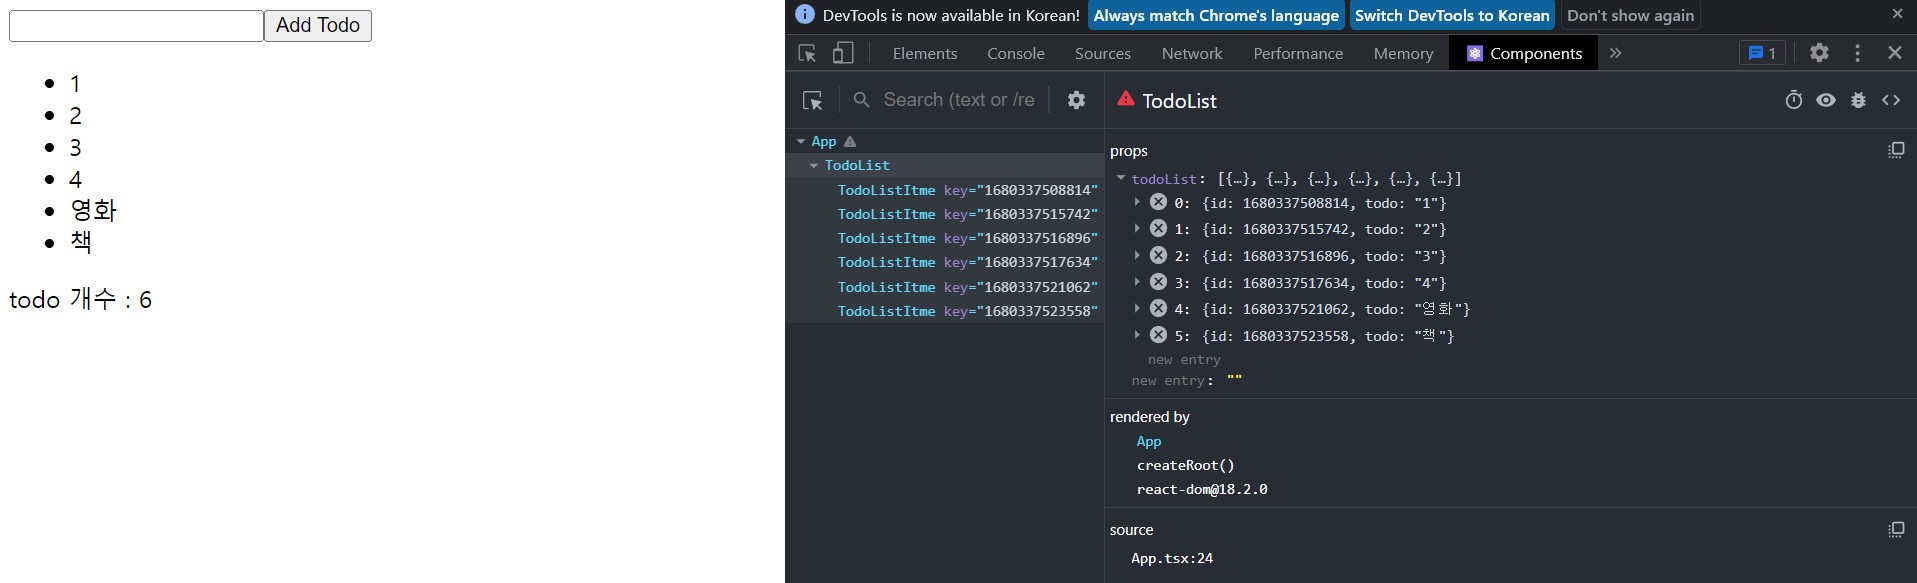 Add Todo
1
2
3
4
영화
책
todo 개수 : 6
DevTools is now available in Korean! Always match Chrome's language Switch DevTools to Korean Don't show again
Elements Console Sources Network Performance Memory Components » 1
Search (text or /re
App
TodoList
TodoListItme key="1680337508814"
TodoListItme key="1680337515742"
TodoListItme key="1680337516896"
TodoListItme key="1680337517634"
TodoListItme key="1680337521062"
TodoListItme key="1680337523558"
TodoList
props
todoList: [{…}, {…}, {…}, {…}, {…}, {…}]
0: {id: 1680337508814, todo: "1"}
1: {id: 1680337515742, todo: "2"}
2: {id: 1680337516896, todo: "3"}
3: {id: 1680337517634, todo: "4"}
4: {id: 1680337521062, todo: "영화"}
5: {id: 1680337523558, todo: "책"}
new entry
new entry: ""
rendered by
App
createRoot()
react-dom@18.2.0
source
App.tsx:24